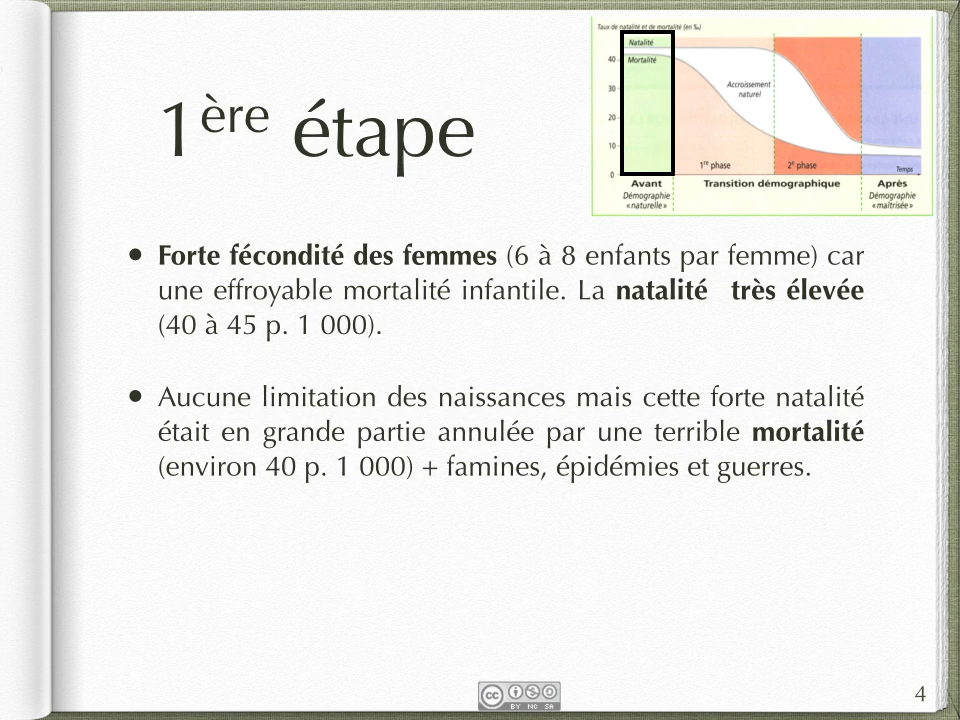 Taux de natalité et de mortalité (en ‰)
Natalité
40
Mortalité
30
Accroissement
naturel
20
10
1re phase
2e phase
0
Temps
Avant
Transition démographique
Après
Démographie
« naturelle »
Démographie
« maîtrisée »
1ère étape
• Forte fécondité des femmes (6 à 8 enfants par femme) car
une effroyable mortalité infantile. La natalité très élevée
(40 à 45 p. 1 000).
• Aucune limitation des naissances mais cette forte natalité
était en grande partie annulée par une terrible mortalité
(environ 40 p. 1 000) + famines, épidémies et guerres.
cc
BY NC SA
4